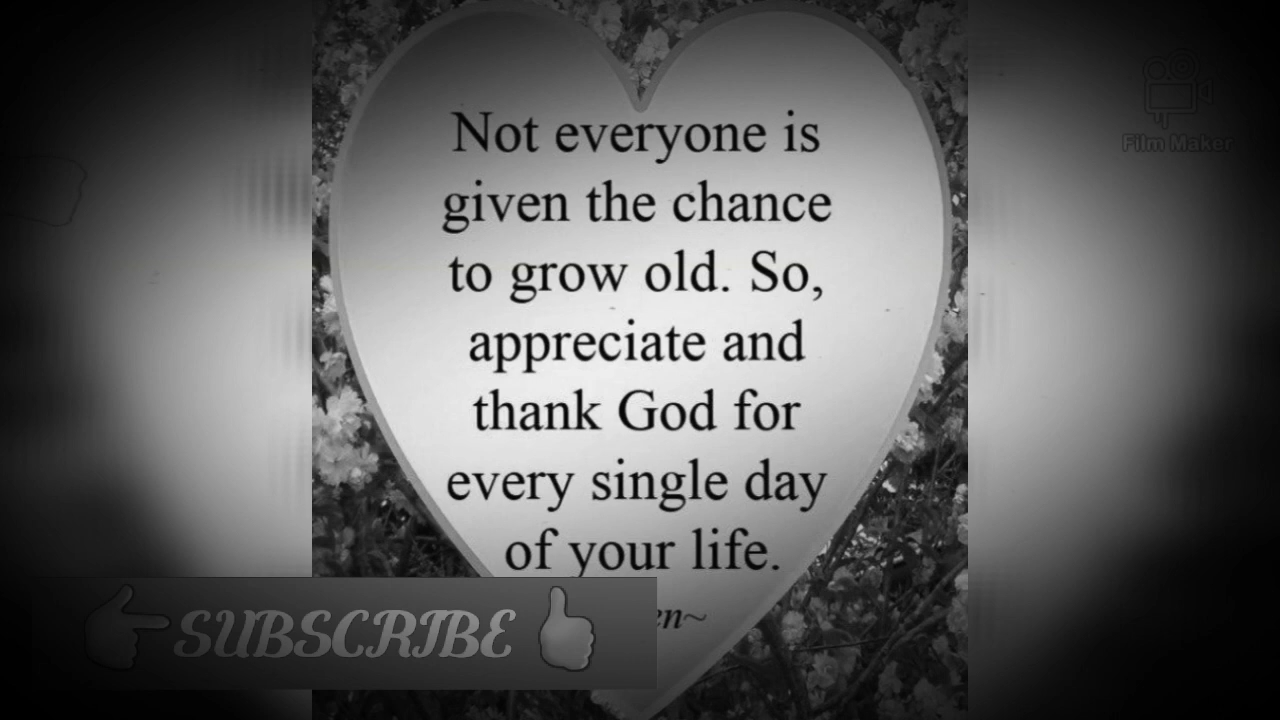 Not everyone is
given the chance
to grow old. So,
appreciate and
thank God for
every single day
of your life.
SUBSCRIBE
Film Maker